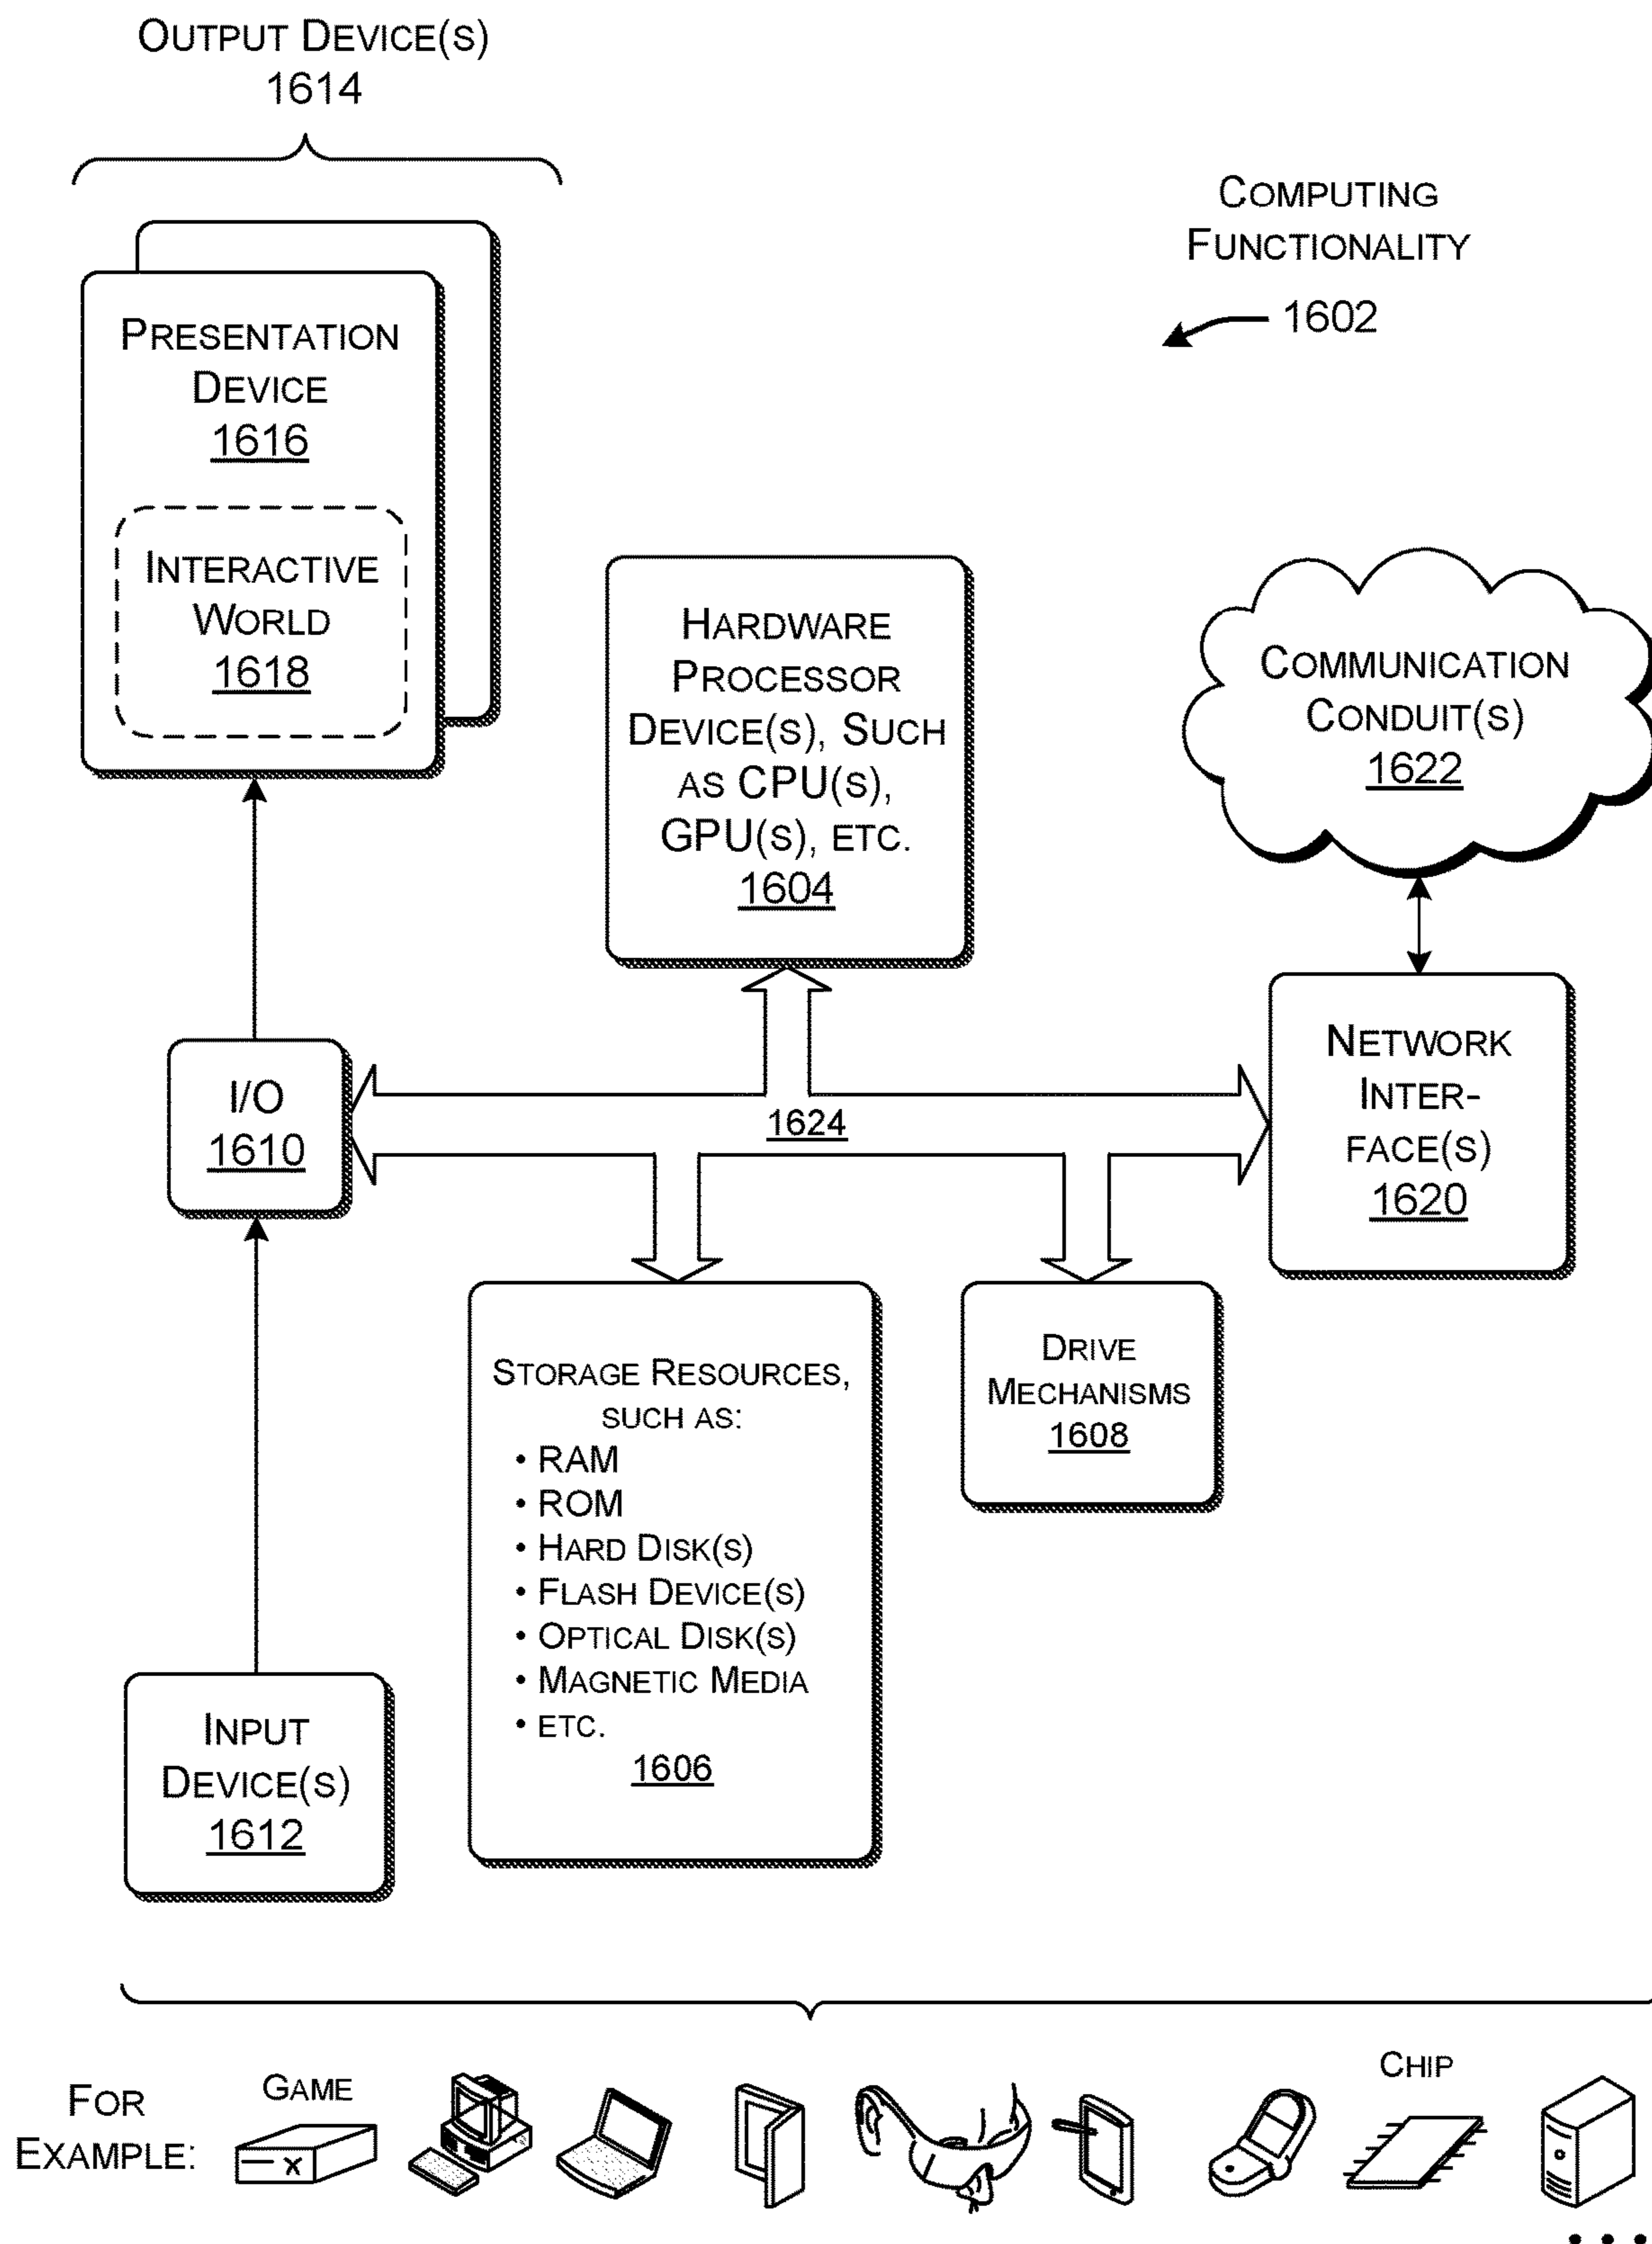 OUTPUT DEVICE(S)
1614
COMPUTING
FUNCTIONALITY
1602
PRESENTATION
DEVICE
1616
INTERACTIVE
WORLD
1618
HARDWARE
PROCESSOR
DEVICE(S), SUCH
AS CPU(S),
GPU(S), ETC.
1604
COMMUNICATION
CONDUIT(S)
1622
I/O
1610
1624
NETWORK
INTER-
FACE(S)
1620
STORAGE RESOURCES,
SUCH AS:
• RAM
• ROM
• HARD DISK(S)
• FLASH DEVICE(S)
• OPTICAL DISK(S)
• MAGNETIC MEDIA
• ETC.
1606
DRIVE
MECHANISMS
1608
INPUT
DEVICE(S)
1612
FOR
EXAMPLE:
GAME
X
CHIP